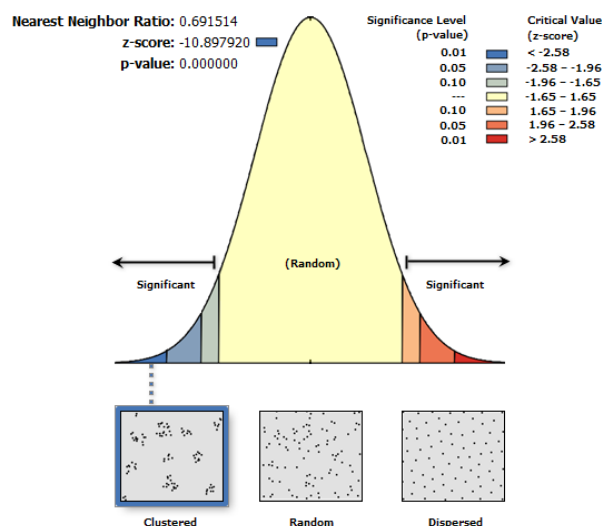 Nearest Neighbor Ratio: 0.691514
z-score: -10.897920
p-value: 0.000000
Significance Level
(p-value)
Critical Value
(z-score)
0.01 < -2.58
0.05 -2.58 – -1.96
0.10 -1.96 – -1.65
--- -1.65 – 1.65
0.10 1.65 – 1.96
0.05 1.96 – 2.58
0.01 > 2.58
(Random)
Significant
Significant
Clustered
Random
Dispersed